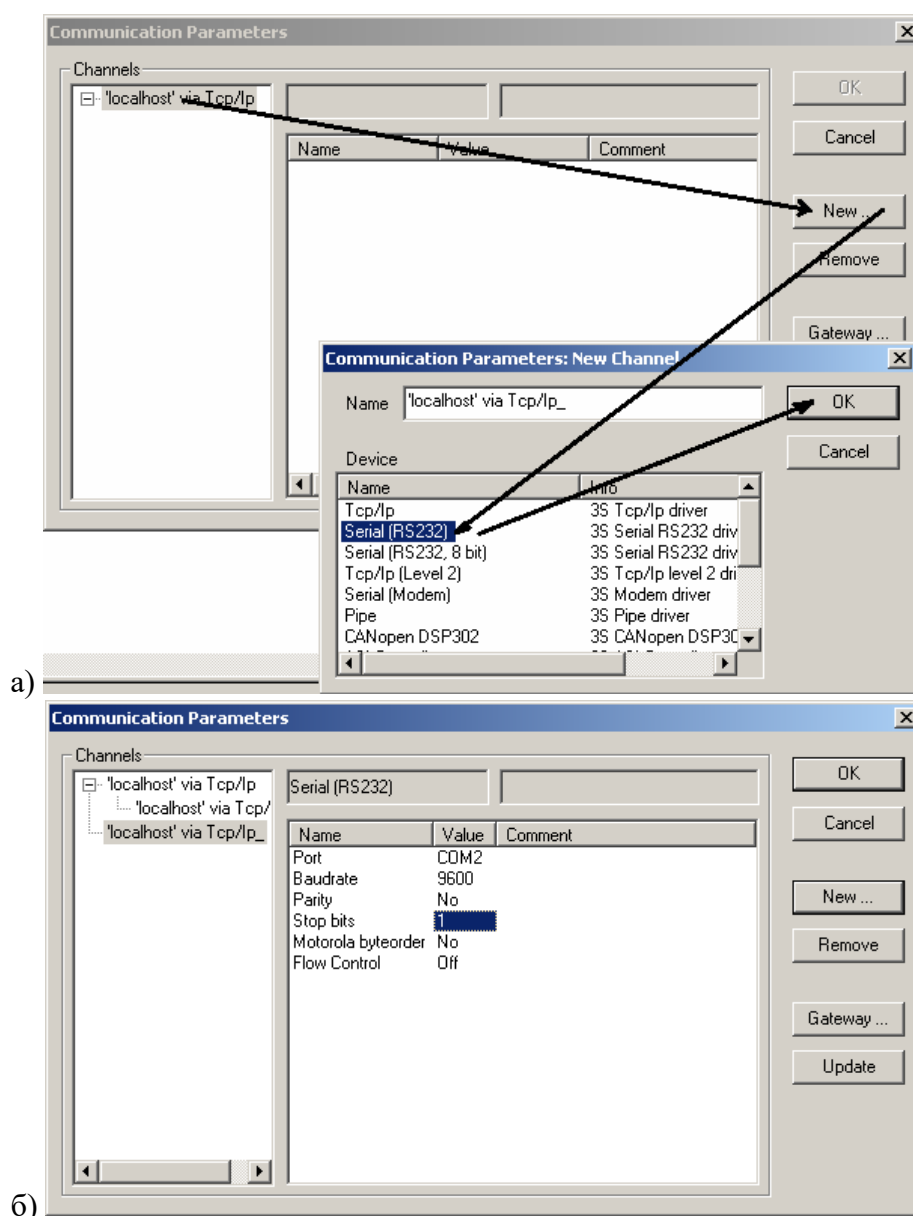 Communication Parameters
Channels
'localhost' via Tcp/Ip
OK
Cancel
Name Value Comment
New ...
Remove
Gateway ...
Communication Parameters: New Channel
Name 'localhost' via Tcp/Ip_
OK
Cancel
Device
Name Info
Tcp/Ip 3S Tcp/Ip driver
Serial (RS232) 3S Serial RS232 driv
Serial (RS232, 8 bit) 3S Serial RS232 driv
Tcp/Ip (Level 2) 3S Tcp/Ip level 2 dri
Serial (Modem) 3S Modem driver
Pipe 3S Pipe driver
CANopen DSP302 3S CANopen DSP30
а)
Communication Parameters
Channels
'localhost' via Tcp/Ip
'localhost' via Tcp/
'localhost' via Tcp/Ip_
Serial (RS232)
OK
Cancel
Name Value Comment
Port COM2
Baudrate 9600
Parity No
Stop bits 1
Motorola byteorder No
Flow Control Off
New ...
Remove
Gateway ...
Update
б)